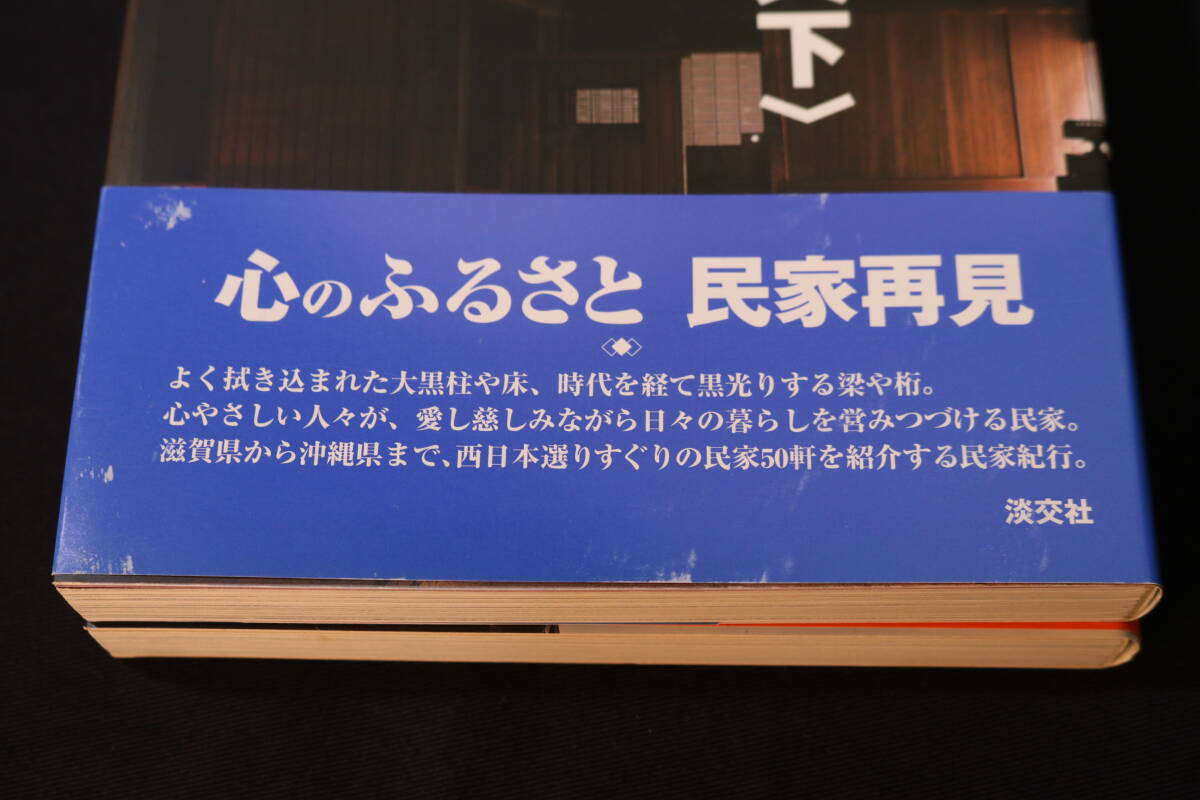 〈下〉
心のふるさと 民家再見
よく拭き込まれた大黒柱や床、時代を経て黒光りする梁や桁。
心やさしい人々が、愛し慈しみながら日々の暮らしを営みつづける民家。
滋賀県から沖縄県まで、西日本選りすぐりの民家50軒を紹介する民家紀行。
淡交社